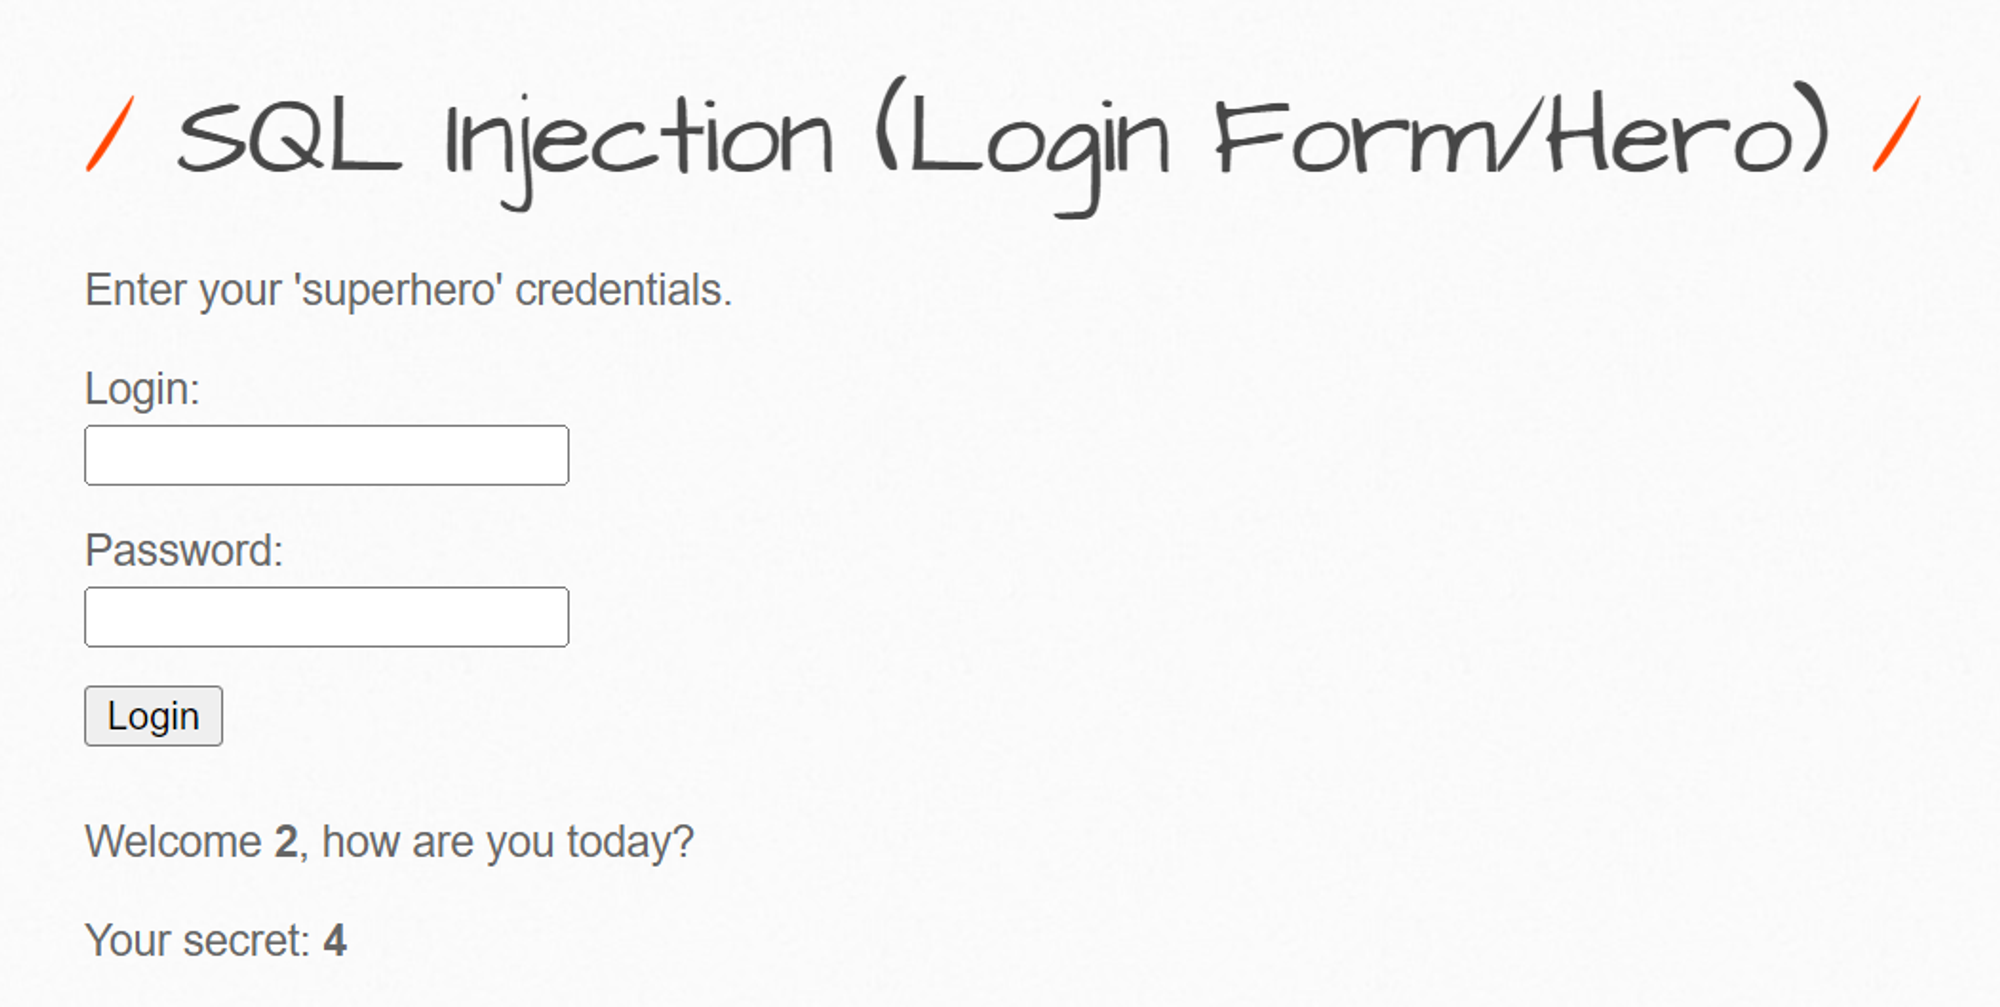 / SQL Injection (Login Form/Hero) /
Enter your 'superhero' credentials.
Login:
Password:
Login
Welcome 2, how are you today?
Your secret: 4